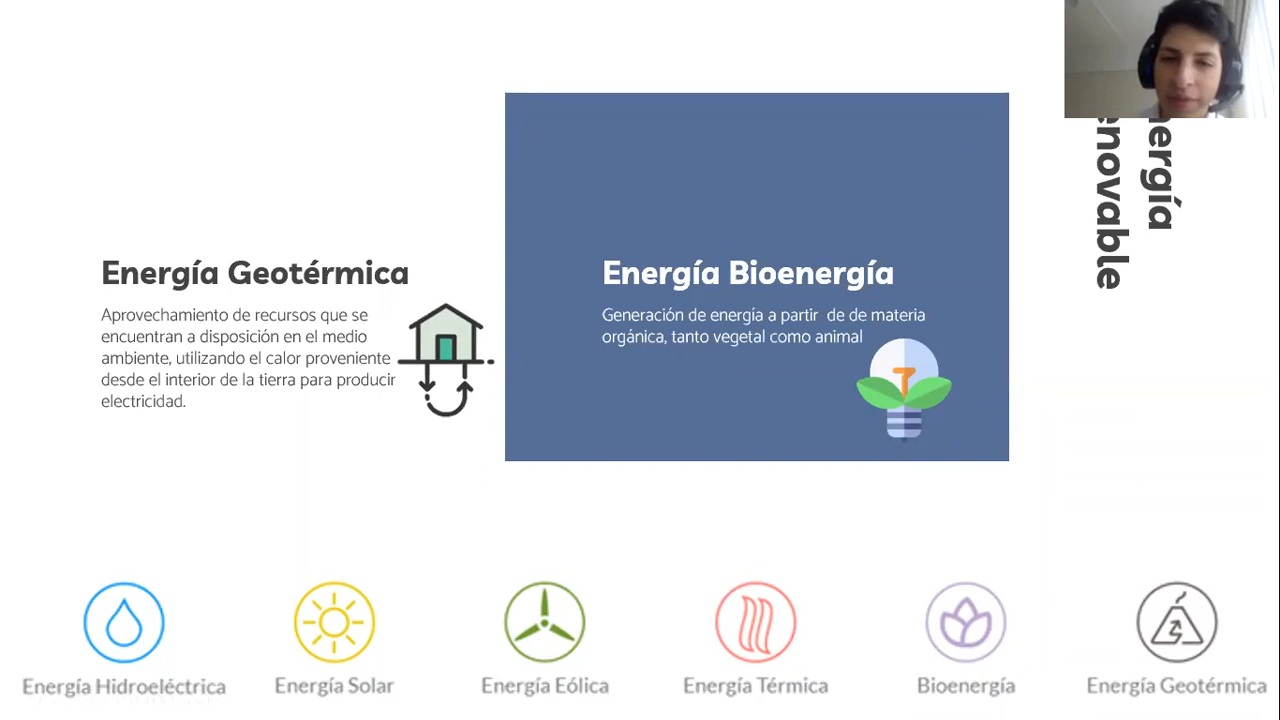 Energía Geotérmica
Aprovechamiento de recursos que se
encuentran a disposición en el medio
ambiente, utilizando el calor proveniente
desde el interior de la tierra para producir
electricidad.
Energía Bioenergía
Generación de energía a partir de de materia
orgánica, tanto vegetal como animal
nergía
enovable
Energía Hidroeléctrica
Energía Solar
Energía Eólica
Energía Térmica
Bioenergía
Energía Geotérmica